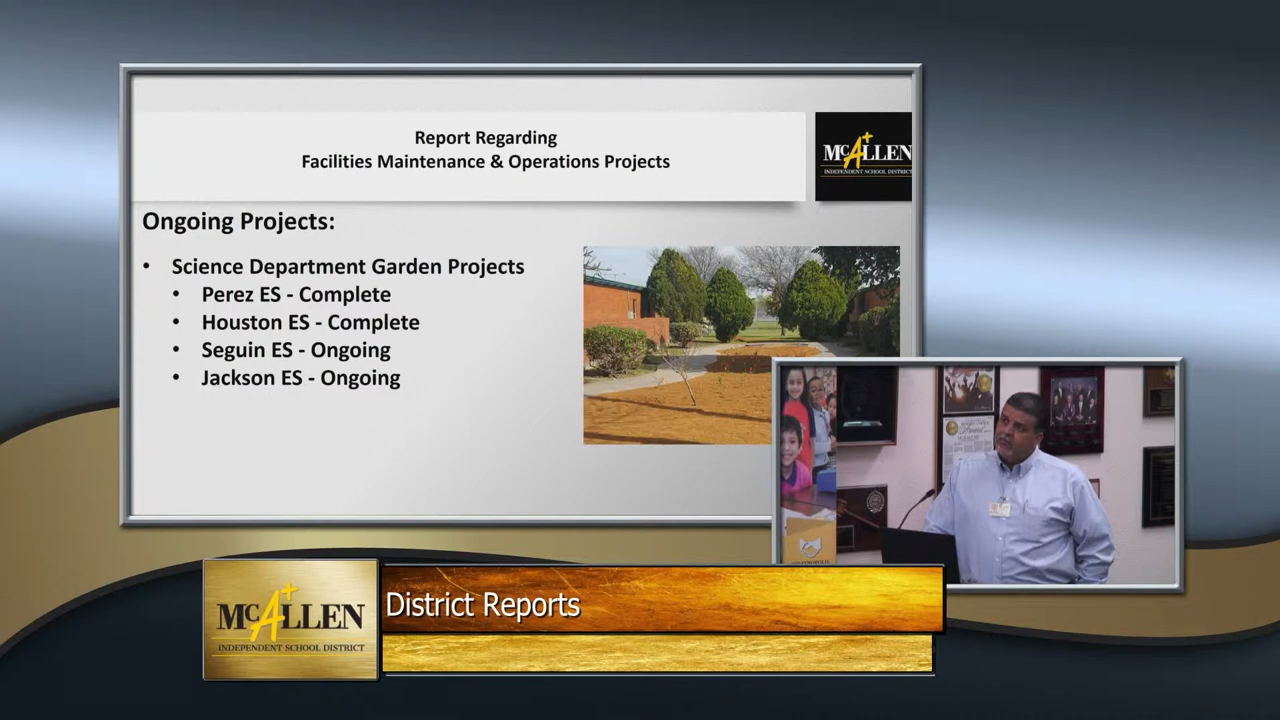 Report Regarding
Facilities Maintenance & Operations Projects
McALLEN
INDEPENDENT SCHOOL DISTRICT
Ongoing Projects:
• Science Department Garden Projects
• Perez ES - Complete
• Houston ES - Complete
• Seguin ES - Ongoing
• Jackson ES - Ongoing
McALLEN
INDEPENDENT SCHOOL DISTRICT
District Reports